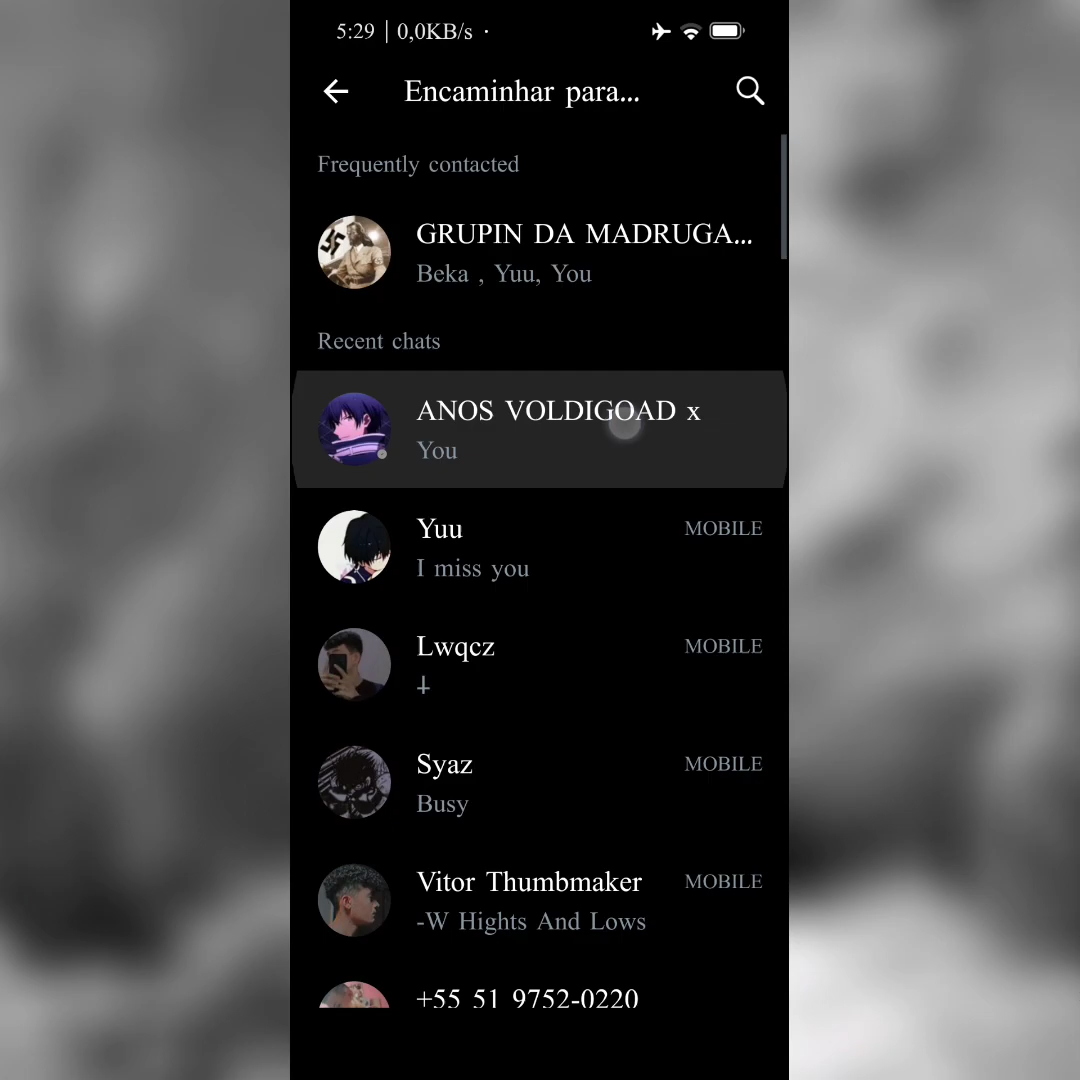 5:29 | 0,0KB/s ·
Encaminhar para...
Frequently contacted
GRUPIN DA MADRUGA...
Beka , Yuu, You
Recent chats
ANOS VOLDIGOAD x
You
Yuu MOBILE
I miss you
Lwqcz MOBILE
⸸
Syaz MOBILE
Busy
Vitor Thumbmaker MOBILE
-W Hights And Lows
+55 51 9752-0220